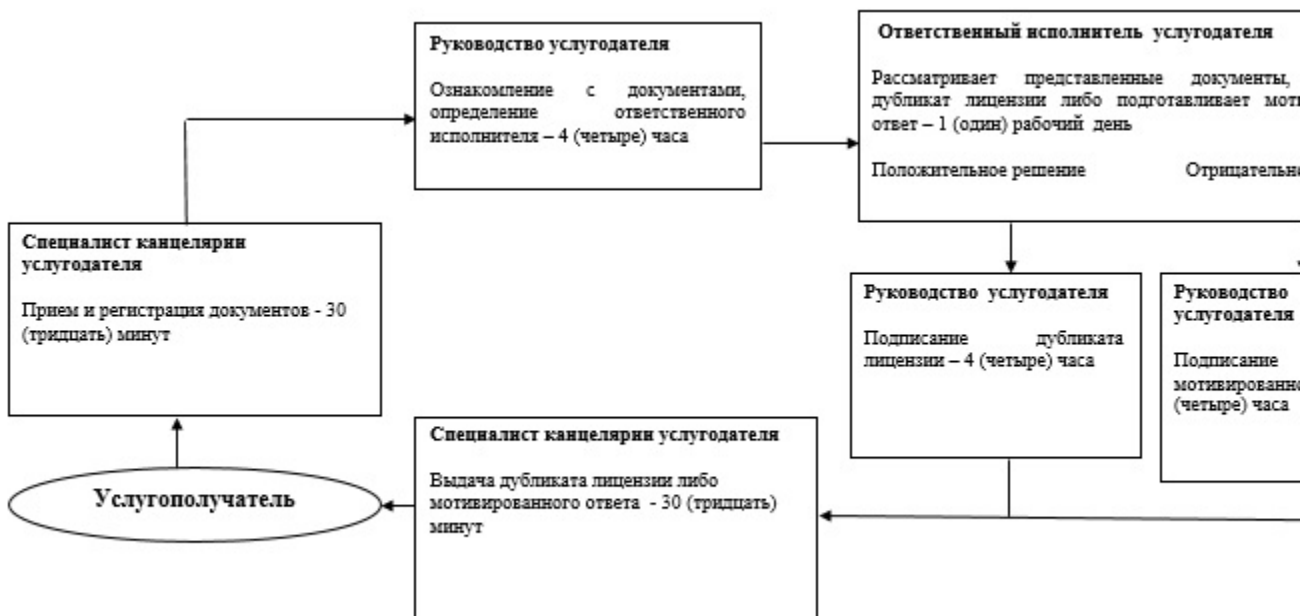 Руководство услугодателя
Ознакомление с документами,
определение ответственного
исполнителя – 4 (четыре) часа
Ответственный исполнитель услугодателя
Рассматривает представленные документы,
дубликат лицензии либо подготавливает моти
ответ – 1 (один) рабочий день
Положительное решение Отрицательн
Специалист канцелярии
услугодателя
Прием и регистрация документов - 30
(тридцать) минут
Руководство услугодателя
Подписание дубликата
лицензии – 4 (четыре) часа
Руководство
услугодателя
Подписание
мотивированно
(четыре) часа
Специалист канцелярии услугодателя
Выдача дубликата лицензии либо
мотивированного ответа - 30 (тридцать)
минут
Услугополучатель